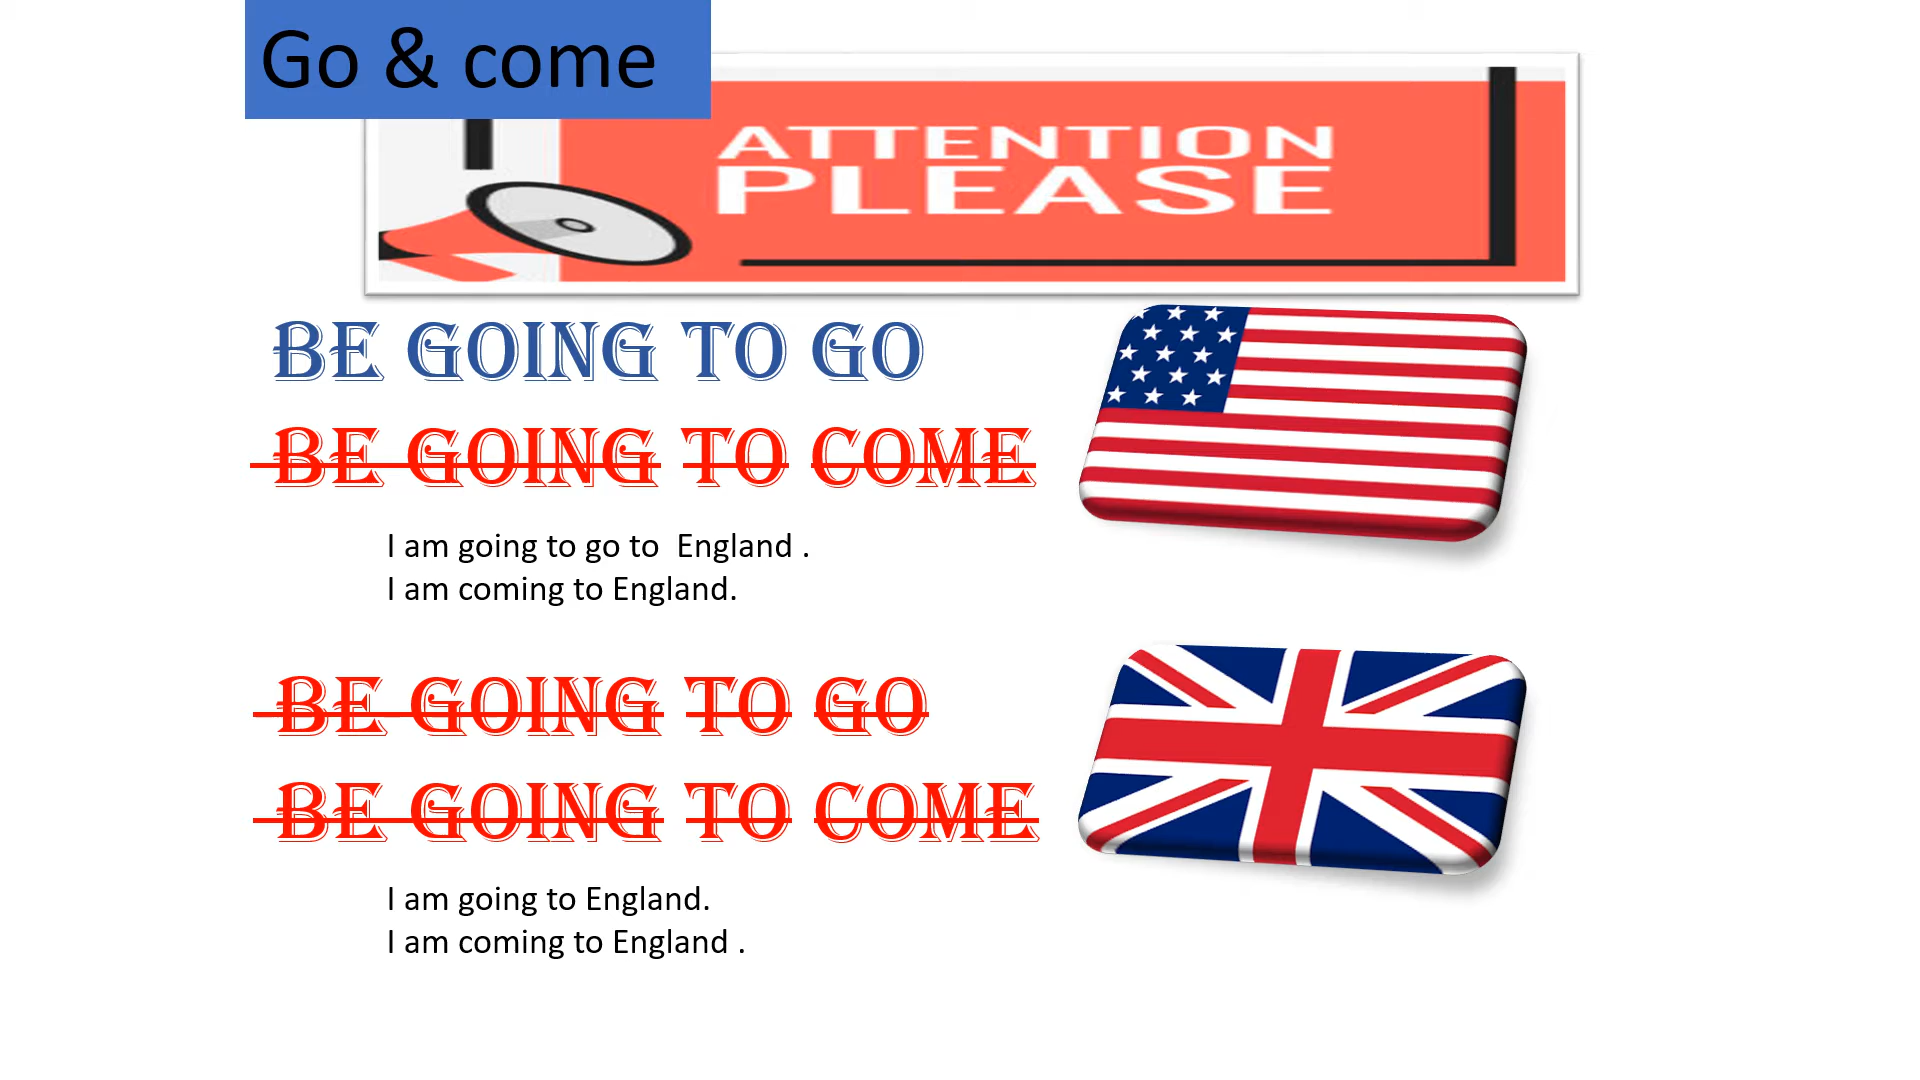 Go & come
ATTENTION
PLEASE
BE GOING TO GO
BE GOING TO COME
I am going to go to  England .
I am coming to England.
BE GOING TO GO
BE GOING TO COME
I am going to England.
I am coming to England .